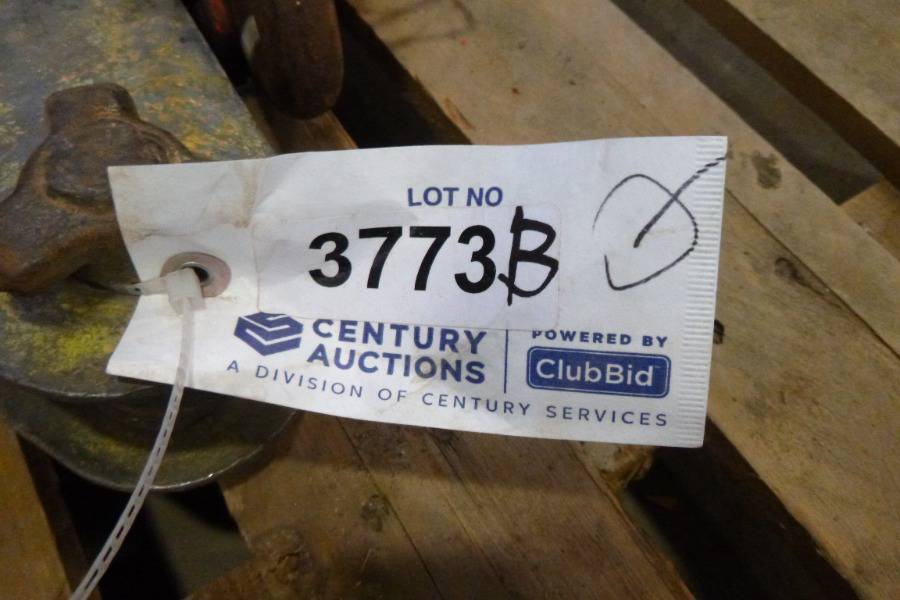 LOT NO
3773B
CENTURY
AUCTIONS
A DIVISION OF CENTURY SERVICES
POWERED BY
ClubBid